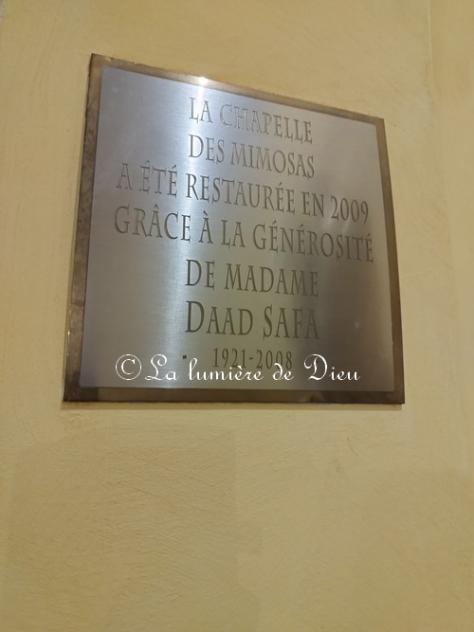 LA CHAPELLE
DES MIMOSAS
A ÉTÉ RESTAURÉE EN 2009
GRÂCE À LA GÉNÉROSITÉ
DE MADAME
DAAD SAFA
1921-2008
© La lumière de Dieu